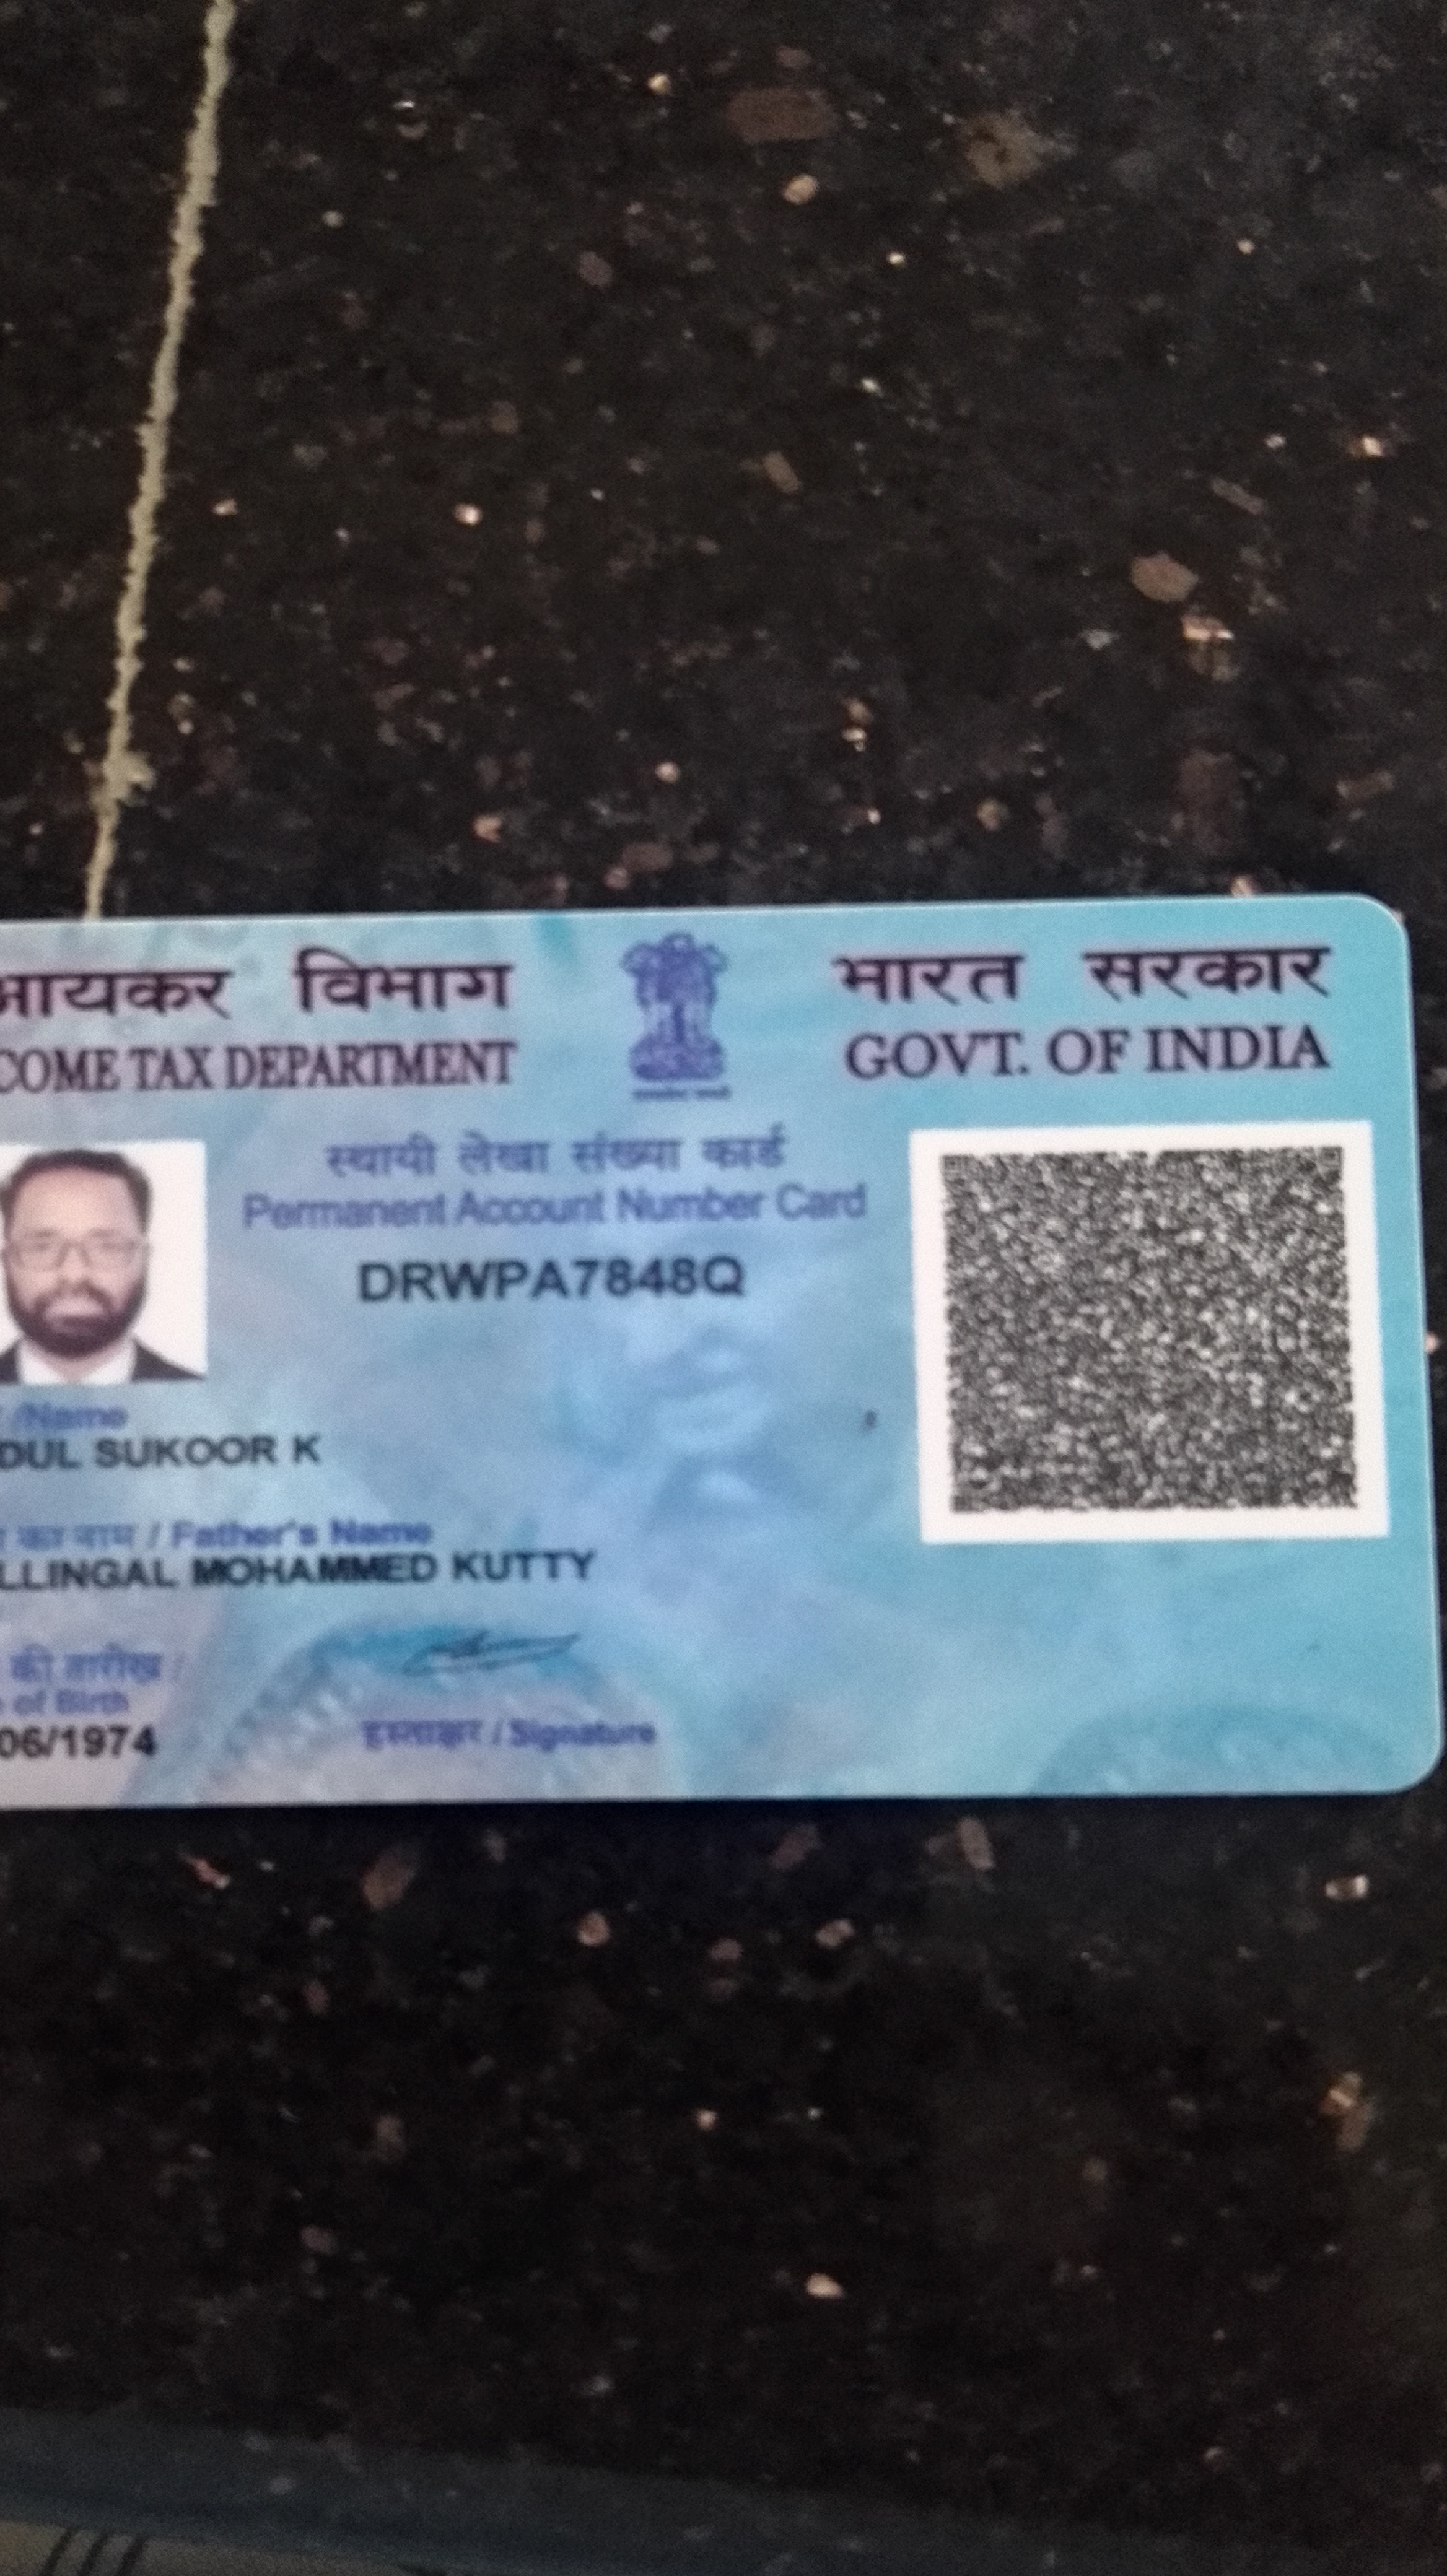 आयकर विभाग
COME TAX DEPARTMENT
भारत सरकार
GOVT. OF INDIA
स्थायी लेखा संख्या कार्ड
Permanent Account Number Card
DRWPA7848Q
/Name
DUL SUKOOR K
का नाम / Father's Name
LLINGAL MOHAMMED KUTTY
की तारीख /
of Birth
06/1974
हस्ताक्षर / Signature